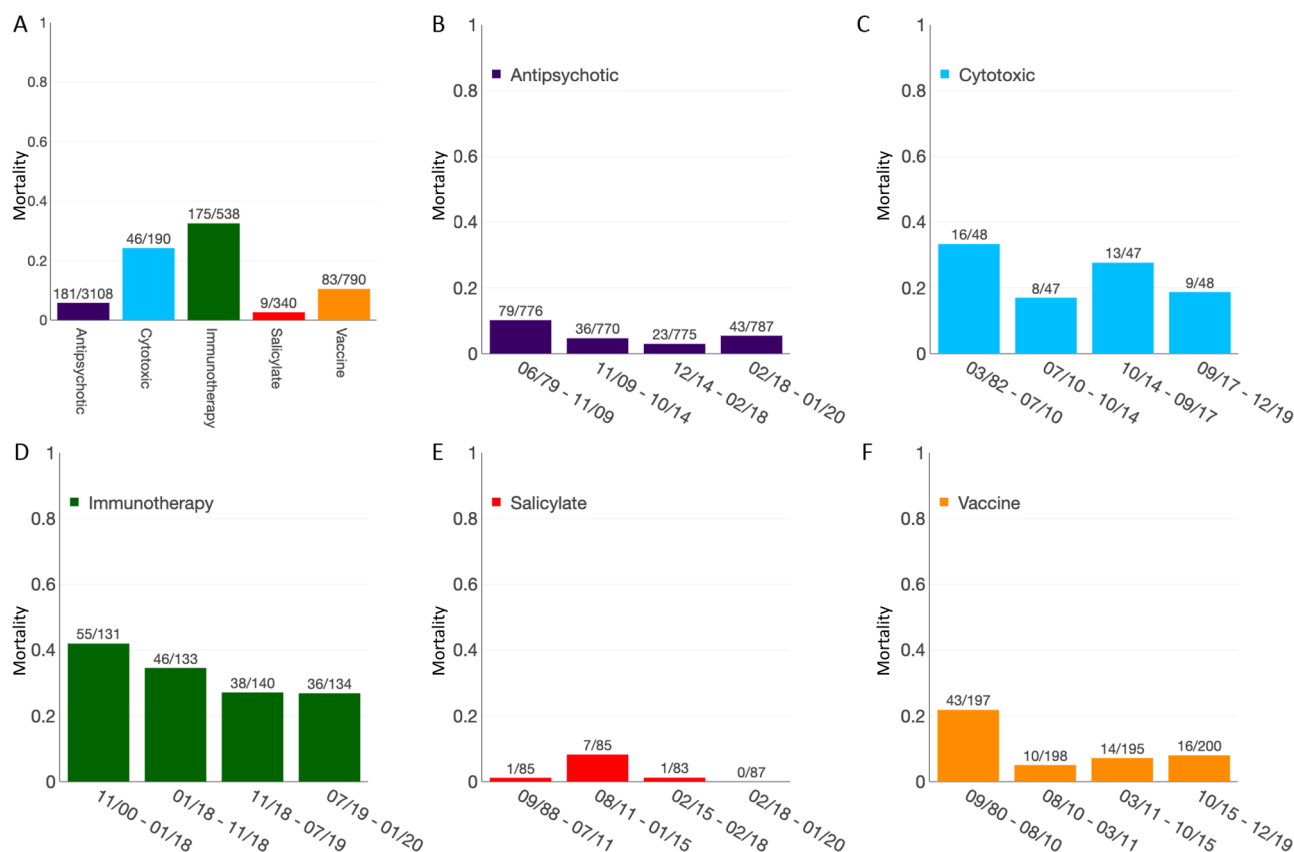 A
1
0.8
0.6
0.4
0.2
0
Mortality
181/3108
46/190
175/538
9/340
83/790
Antipsychotic
Cytotoxic
Immunotherapy
Salicylate
Vaccine
B
1
0.8
0.6
0.4
0.2
0
Mortality
Antipsychotic
79/776
36/770
23/775
43/787
06/79 - 11/09
11/09 - 10/14
12/14 - 02/18
02/18 - 01/20
C
1
0.8
0.6
0.4
0.2
0
Mortality
Cytotoxic
16/48
8/47
13/47
9/48
03/82 - 07/10
07/10 - 10/14
10/14 - 09/17
09/17 - 12/19
D
1
0.8
0.6
0.4
0.2
0
Mortality
Immunotherapy
55/131
46/133
38/140
36/134
11/00 - 01/18
01/18 - 11/18
11/18 - 07/19
07/19 - 01/20
E
1
0.8
0.6
0.4
0.2
0
Mortality
Salicylate
1/85
7/85
1/83
0/87
09/88 - 07/11
08/11 - 01/15
02/15 - 02/18
02/18 - 01/20
F
1
0.8
0.6
0.4
0.2
0
Mortality
Vaccine
43/197
10/198
14/195
16/200
09/80 - 08/10
08/10 - 03/11
03/11 - 10/15
10/15 - 12/19